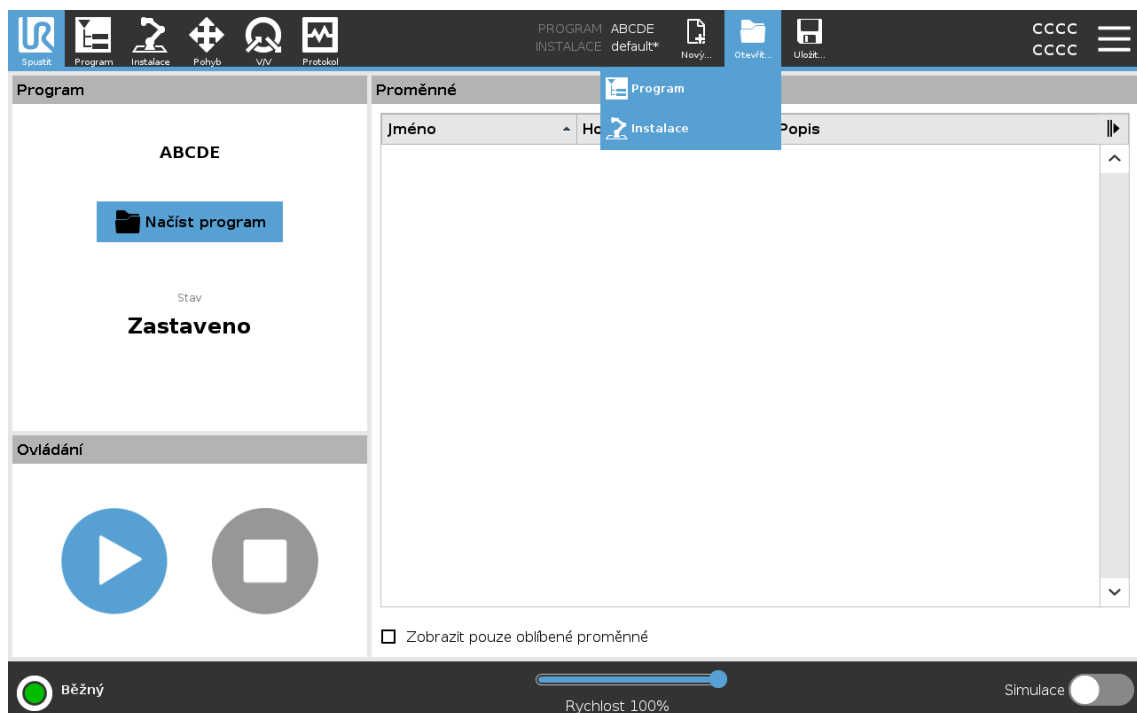 Spustit
Program
Instalace
Pohyb
V/V
Protokol
PROGRAM ABCDE
INSTALACE default*
Nový...
Otevřít...
Uložit...
CCCC
CCCC
Program
Instalace
Program
ABCDE
Načíst program
Stav
Zastaveno
Ovládání
Proměnné
Jméno
Popis
Zobrazit pouze oblíbené proměnné
Běžný
Rychlost 100%
Simulace